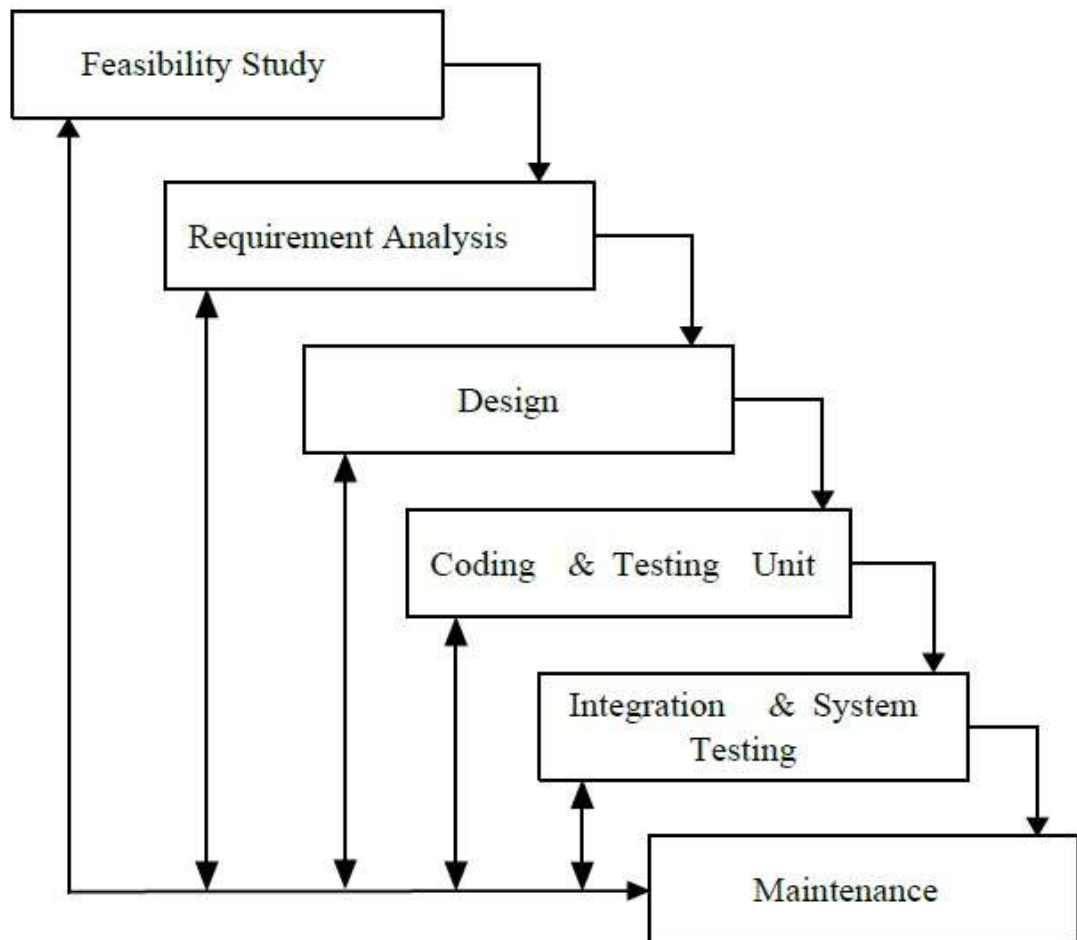 Feasibility Study
Requirement Analysis
Design
Coding & Testing Unit
Integration & System
Testing
Maintenance